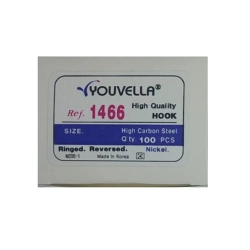 YOUVELLA
Ref. 1466 High Quality
HOOK
SIZE. High Carbon Steel
Q'ty 100 PCS
Ringed. Reversed. Nickel.
Made In Korea